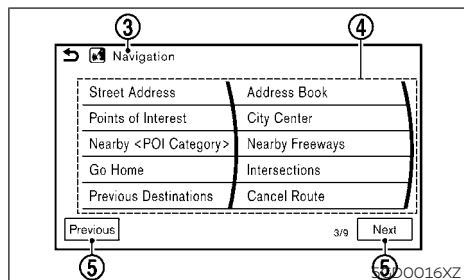 ③ ④
Navigation
Street Address Address Book
Points of Interest City Center
Nearby <POI Category> Nearby Freeways
Go Home Intersections
Previous Destinations Cancel Route
Previous 3/9 Next
⑤ ⑤